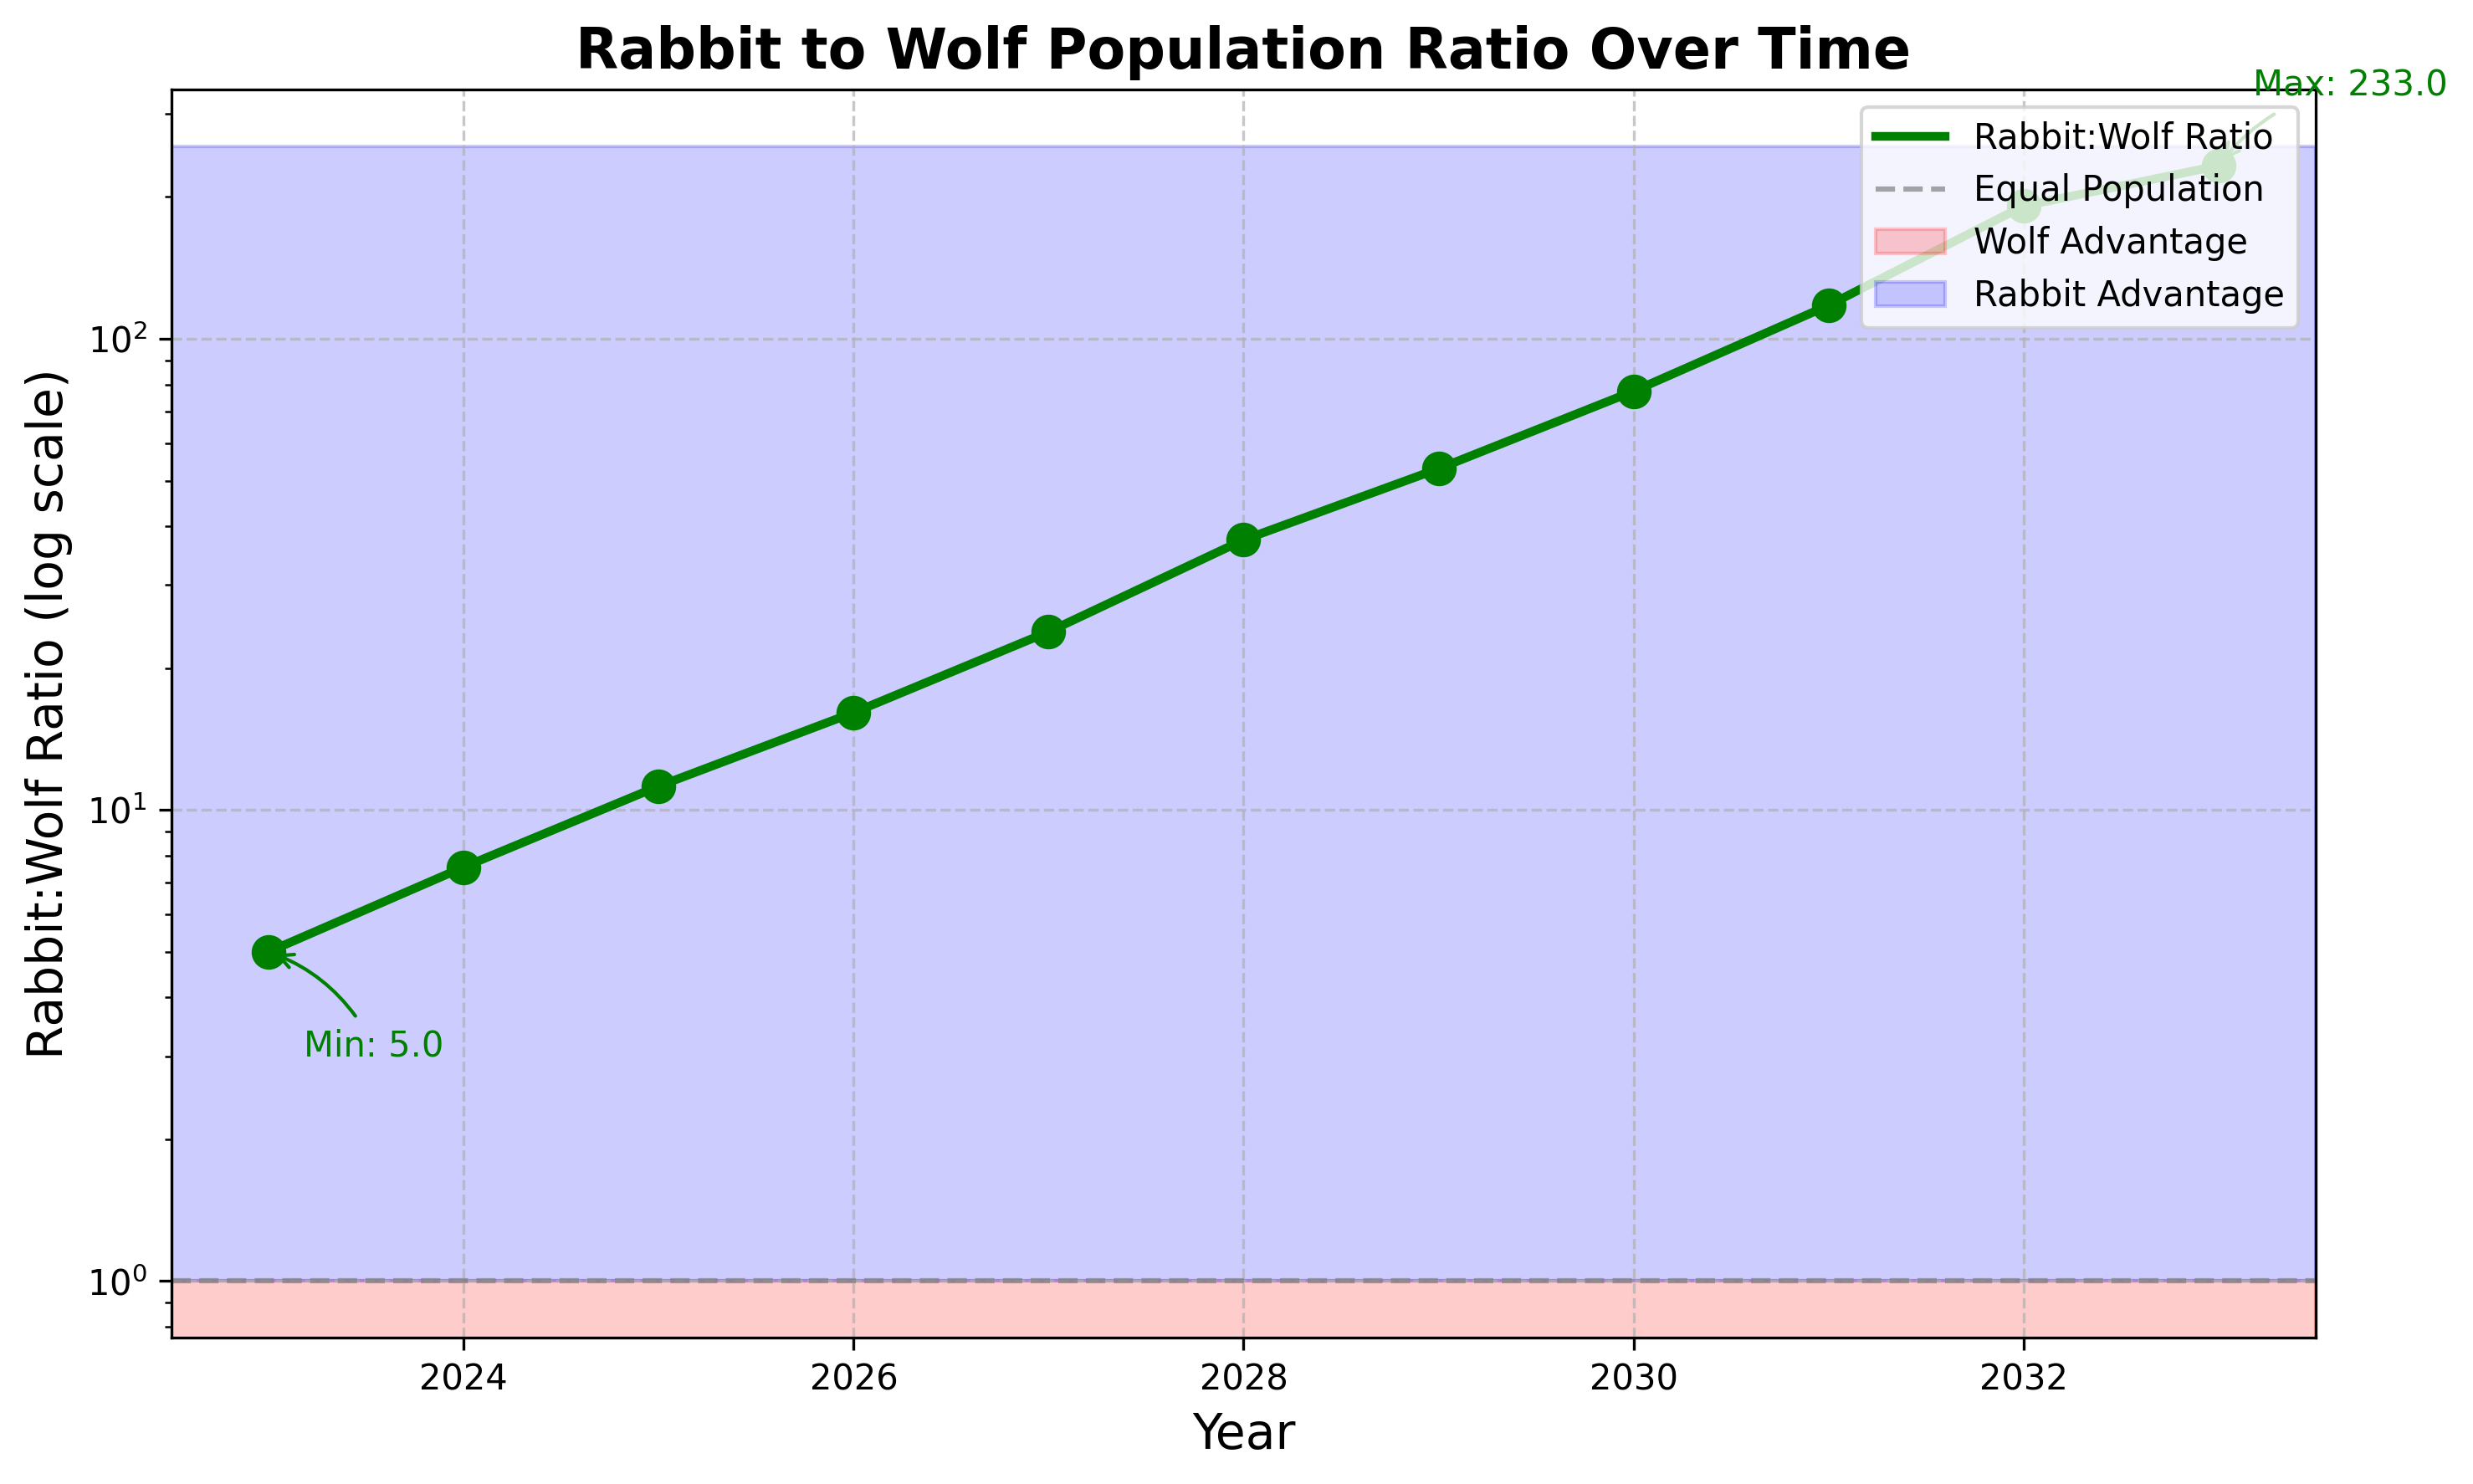 Rabbit to Wolf Population Ratio Over Time
Max: 233.0
Rabbit:Wolf Ratio
Equal Population
Wolf Advantage
Rabbit Advantage
Rabbit:Wolf Ratio (log scale)
10²
10¹
10⁰
Min: 5.0
2024 2026 2028 2030 2032
Year